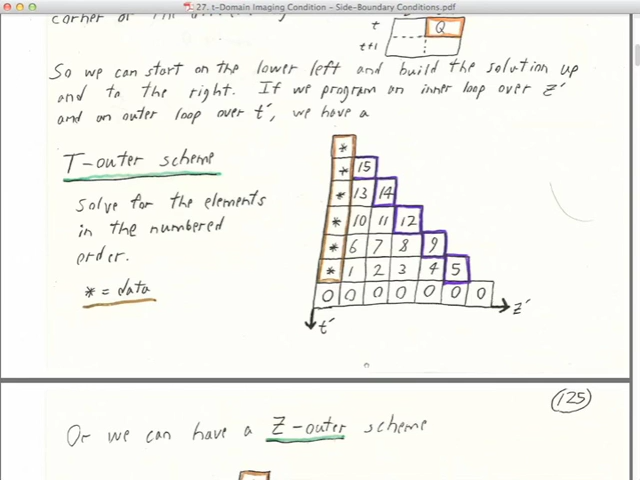 27. t-Domain Imaging Condition - Side-Boundary Conditions.pdf
corner of
t
Q
t+1
So we can start on the lower left and build the solution up
and to the right. If we program an inner loop over z'
and an outer loop over t', we have a
T-outer scheme
Solve for the elements
in the numbered
order.
* = data
*
* 15
* 13 14
* 10 11 12
* 6 7 8 9
* 1 2 3 4 5
0 0 0 0 0 0 0
z'
t'
125
Or we can have a Z-outer scheme